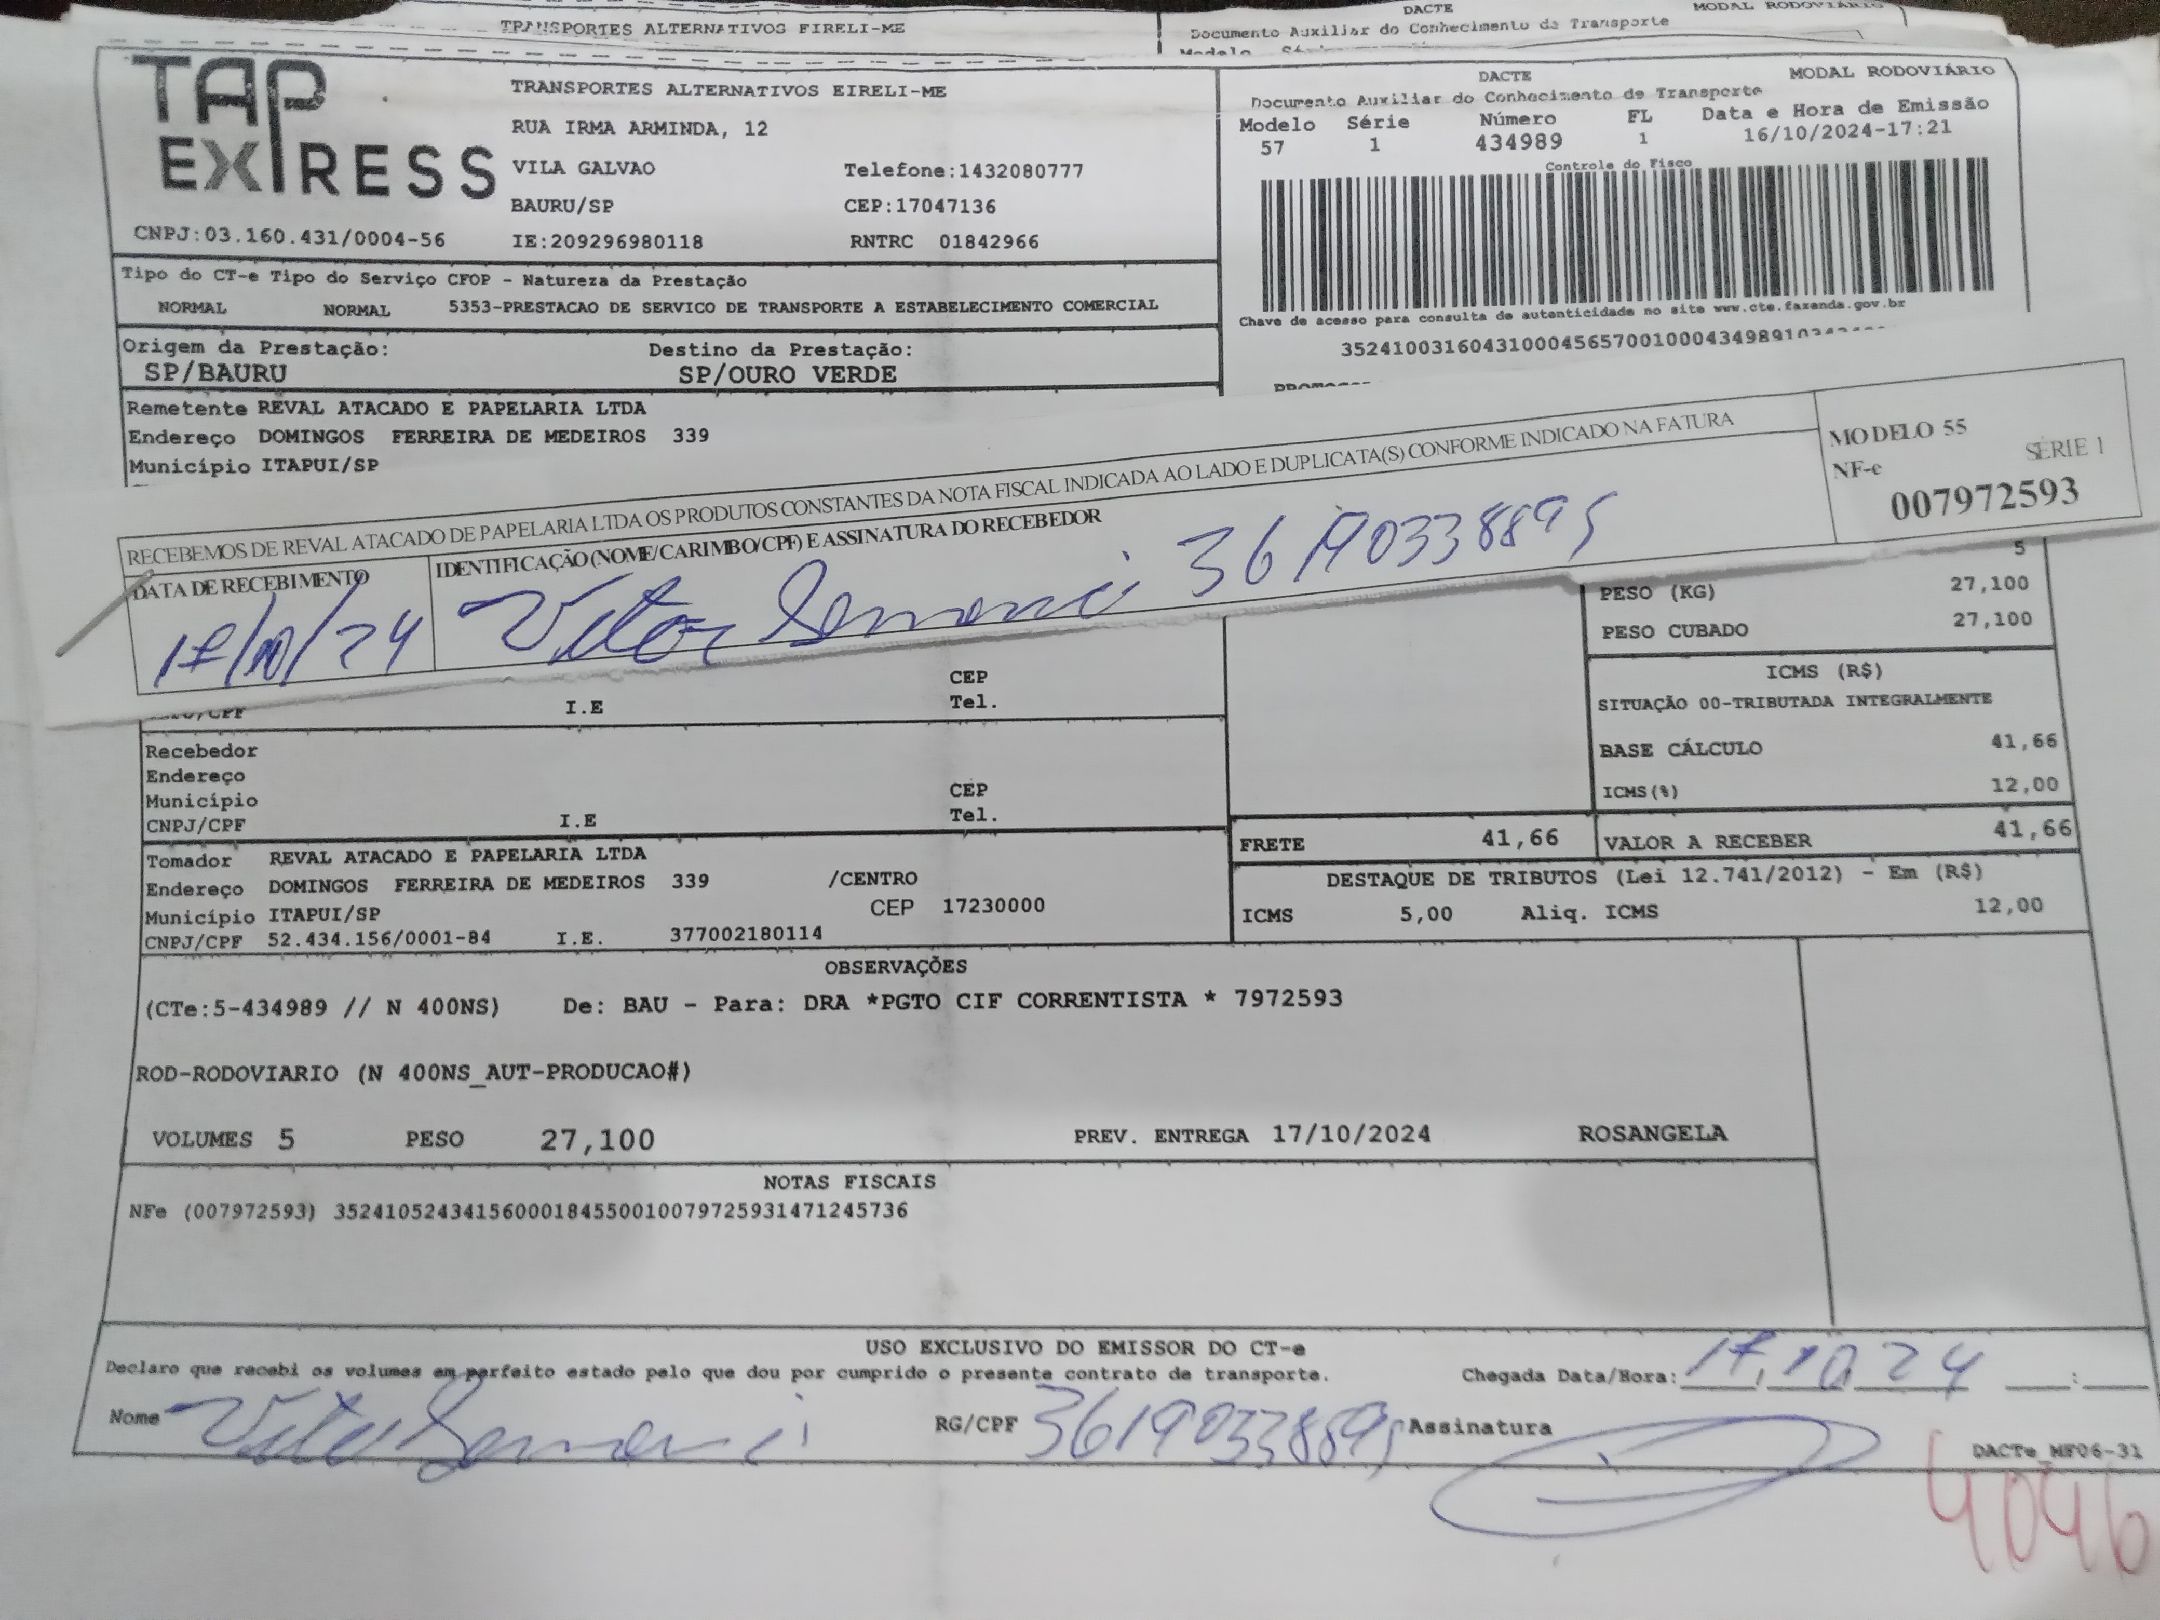 TRANSPORTES ALTERNATIVOS EIRELI-ME
DACTE
MODAL RODOVIÁRIO
Documento Auxiliar do Conhecimento de Transporte
Modelo Série
TAP EXPRESS
CNPJ:03.160.431/0004-56
TRANSPORTES ALTERNATIVOS EIRELI-ME
RUA IRMA ARMINDA, 12
VILA GALVAO Telefone:1432080777
BAURU/SP CEP:17047136
IE:209296980118 RNTRC 01842966
DACTE MODAL RODOVIÁRIO
Documento Auxiliar do Conhecimento de Transporte
Modelo Série Número FL Data e Hora de Emissão
57 1 434989 1 16/10/2024-17:21
Controle do Fisco
Chave de acesso para consulta de autenticidade no site www.cte.fazenda.gov.br
Tipo do CT-e Tipo do Serviço CFOP - Natureza da Prestação
NORMAL NORMAL 5353-PRESTACAO DE SERVICO DE TRANSPORTE A ESTABELECIMENTO COMERCIAL
Origem da Prestação: Destino da Prestação:
SP/BAURU SP/OURO VERDE
Remetente REVAL ATACADO E PAPELARIA LTDA
Endereço DOMINGOS FERREIRA DE MEDEIROS 339
Município ITAPUI/SP
RECEBEMOS DE REVAL ATACADO DE PAPELARIA LTDA OS PRODUTOS CONSTANTES DA NOTA FISCAL INDICADA AO LADO E DUPLICATA(S) CONFORME INDICADO NA FATURA
DATA DE RECEBIMENTO
17/10/24
IDENTIFICAÇÃO (NOME/CARIMBO/CPF) E ASSINATURA DO RECEBEDOR
Vitor 36190338895
MODELO 55
NF-e SÉRIE 1
007972593
5
PESO (KG) 27,100
PESO CUBADO 27,100
ICMS (R$)
SITUAÇÃO 00-TRIBUTADA INTEGRALMENTE
BASE CÁLCULO 41,66
ICMS(%) 12,00
CEP
CNPJ/CPF I.E Tel.
Recebedor
Endereço
Município CEP
CNPJ/CPF I.E Tel.
FRETE 41,66 VALOR A RECEBER 41,66
Tomador REVAL ATACADO E PAPELARIA LTDA
Endereço DOMINGOS FERREIRA DE MEDEIROS 339 /CENTRO
Município ITAPUI/SP CEP 17230000
CNPJ/CPF 52.434.156/0001-84 I.E. 377002180114
DESTAQUE DE TRIBUTOS (Lei 12.741/2012) - Em (R$)
ICMS 5,00 Aliq. ICMS 12,00
OBSERVAÇÕES
(CTe:5-434989 // N 400NS) De: BAU - Para: DRA *PGTO CIF CORRENTISTA * 7972593
ROD-RODOVIARIO (N 400NS_AUT-PRODUCAO#)
VOLUMES 5 PESO 27,100 PREV. ENTREGA 17/10/2024 ROSANGELA
NOTAS FISCAIS
NFe (007972593) 35241052434156000184550010079725931471245736
USO EXCLUSIVO DO EMISSOR DO CT-e
Declaro que recebi os volumes em perfeito estado pelo que dou por cumprido o presente contrato de transporte. Chegada Data/Hora: 17 10 24 :
Nome Vitor RG/CPF 36190338895 Assinatura
DACTe_MF06-31
4046